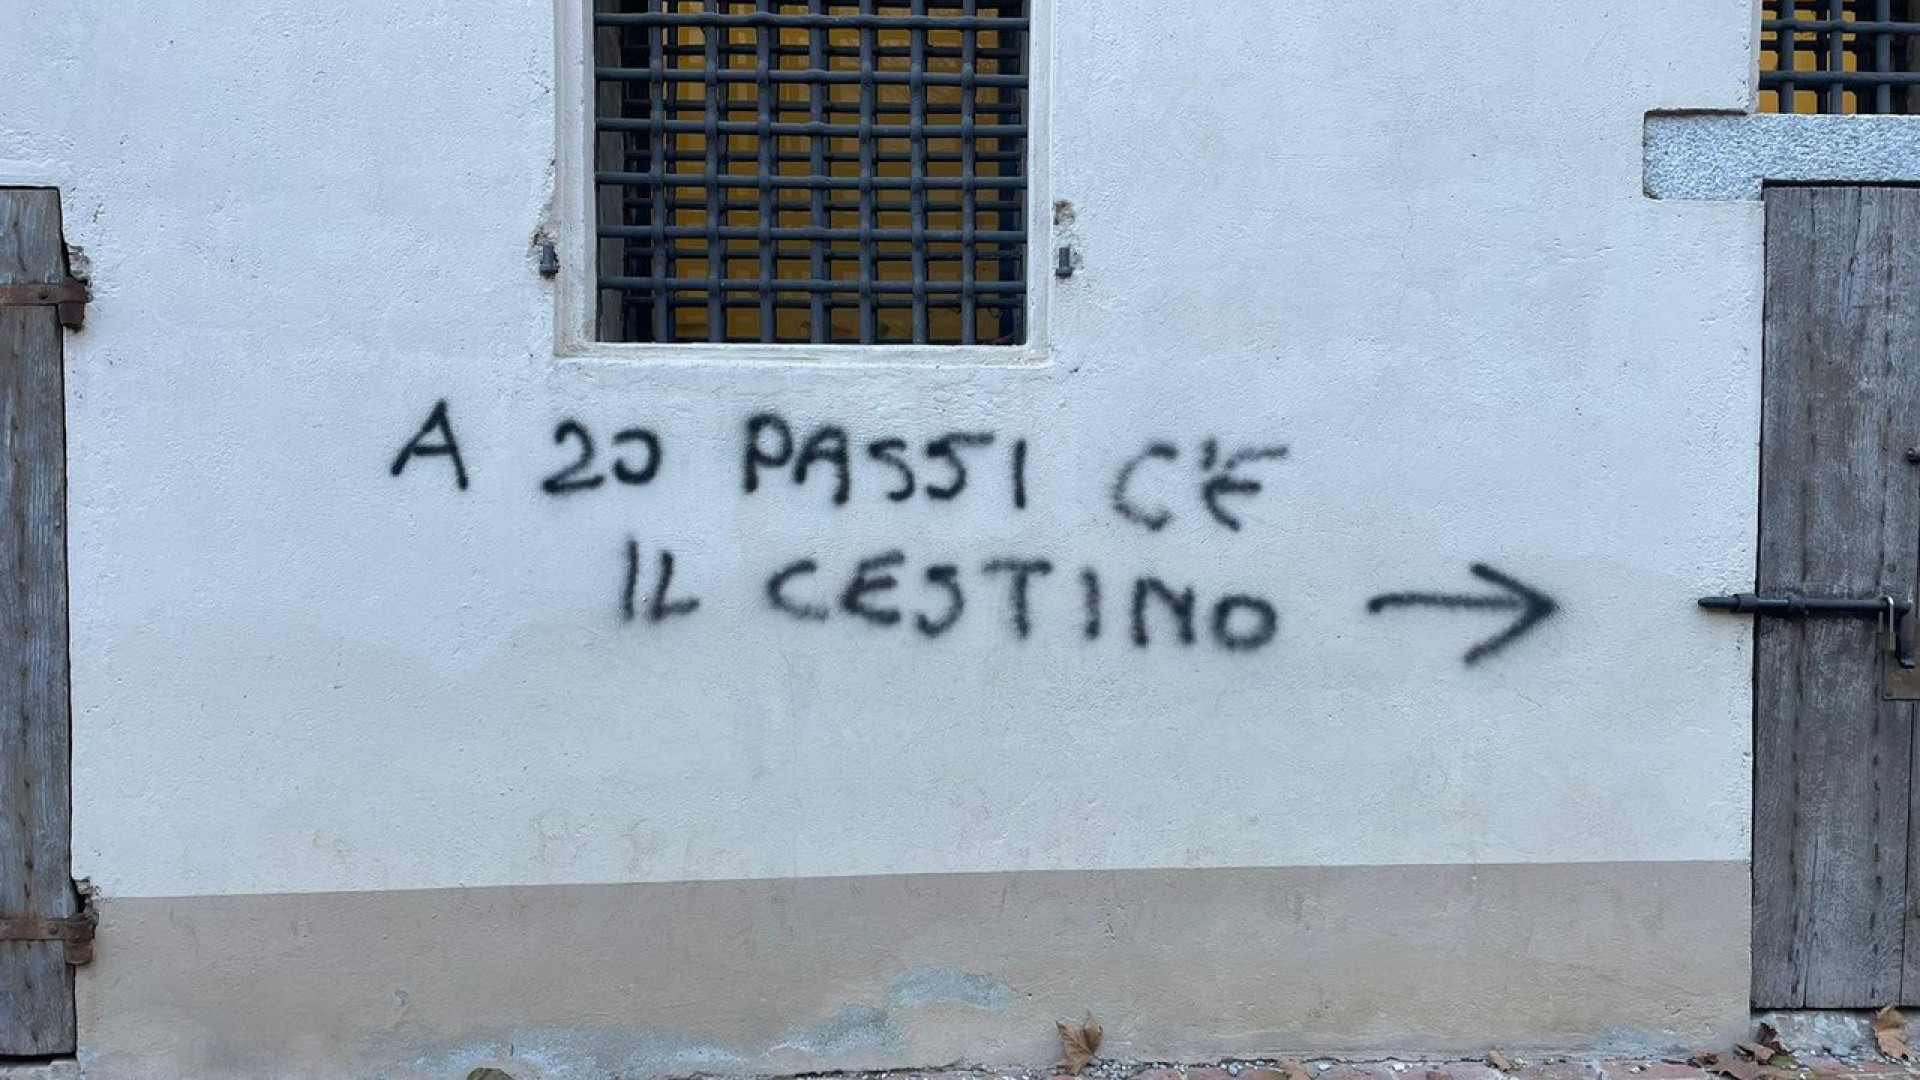 A 20 PASSI C'È
IL CESTINO →